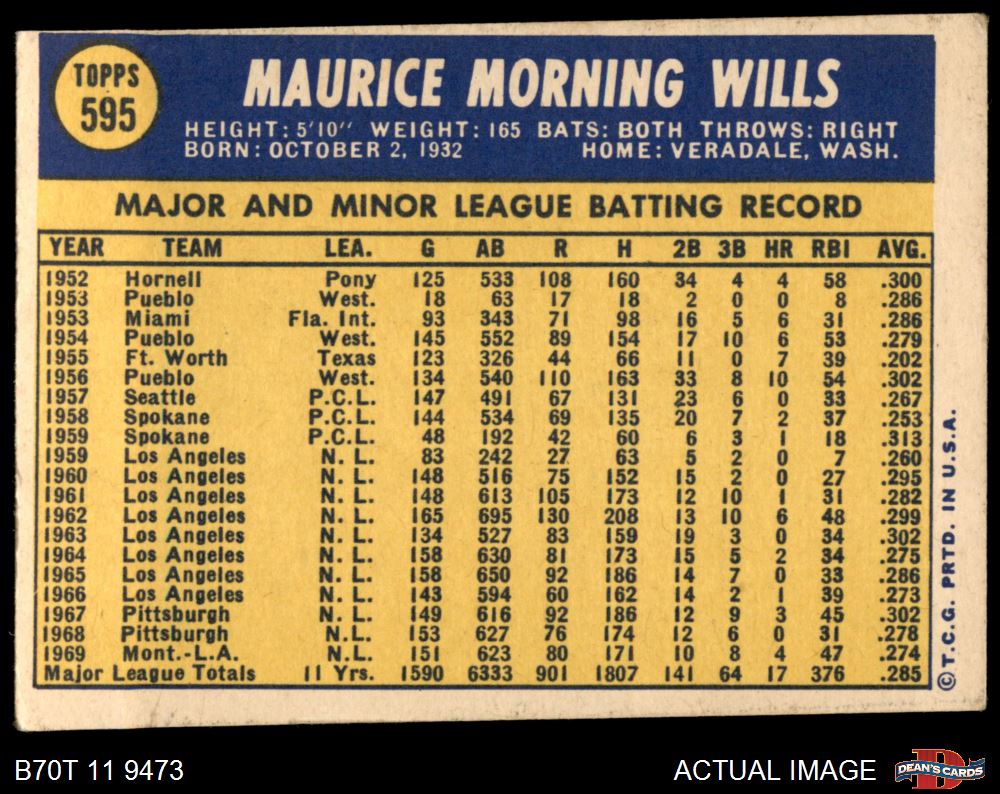 TOPPS
595
MAURICE MORNING WILLS
HEIGHT: 5'10" WEIGHT: 165 BATS: BOTH THROWS: RIGHT
BORN: OCTOBER 2, 1932 HOME: VERADALE, WASH.
MAJOR AND MINOR LEAGUE BATTING RECORD
YEAR TEAM LEA. G AB R H 2B 3B HR RBI AVG.
1952 Hornell Pony 125 533 108 160 34 4 4 58 .300
1953 Pueblo West. 18 63 17 18 2 0 0 8 .286
1953 Miami Fla. Int. 93 343 71 98 16 5 6 31 .286
1954 Pueblo West. 145 552 89 154 17 10 6 53 .279
1955 Ft. Worth Texas 123 326 44 66 11 0 7 39 .202
1956 Pueblo West. 134 540 110 163 33 8 10 54 .302
1957 Seattle P.C.L. 147 491 67 131 23 6 0 33 .267
1958 Spokane P.C.L. 144 534 69 135 20 7 2 37 .253
1959 Spokane P.C.L. 48 192 42 60 6 3 1 18 .313
1959 Los Angeles N. L. 83 242 27 63 5 2 0 7 .260
1960 Los Angeles N. L. 148 516 75 152 15 2 0 27 .295
1961 Los Angeles N. L. 148 613 105 173 12 10 1 31 .282
1962 Los Angeles N. L. 165 695 130 208 13 10 6 48 .299
1963 Los Angeles N. L. 134 527 83 159 19 3 0 34 .302
1964 Los Angeles N. L. 158 630 81 173 15 5 2 34 .275
1965 Los Angeles N. L. 158 650 92 186 14 7 0 33 .286
1966 Los Angeles N. L. 143 594 60 162 14 2 1 39 .273
1967 Pittsburgh N. L. 149 616 92 186 12 9 3 45 .302
1968 Pittsburgh N.L. 153 627 76 174 12 6 0 31 .278
1969 Mont.-L.A. N.L. 151 623 80 171 10 8 4 47 .274
Major League Totals 11 Yrs. 1590 6333 901 1807 141 64 17 376 .285
©T.C.G. PRTD. IN U.S.A.
B70T 11 9473 ACTUAL IMAGE
DEAN'S CARDS